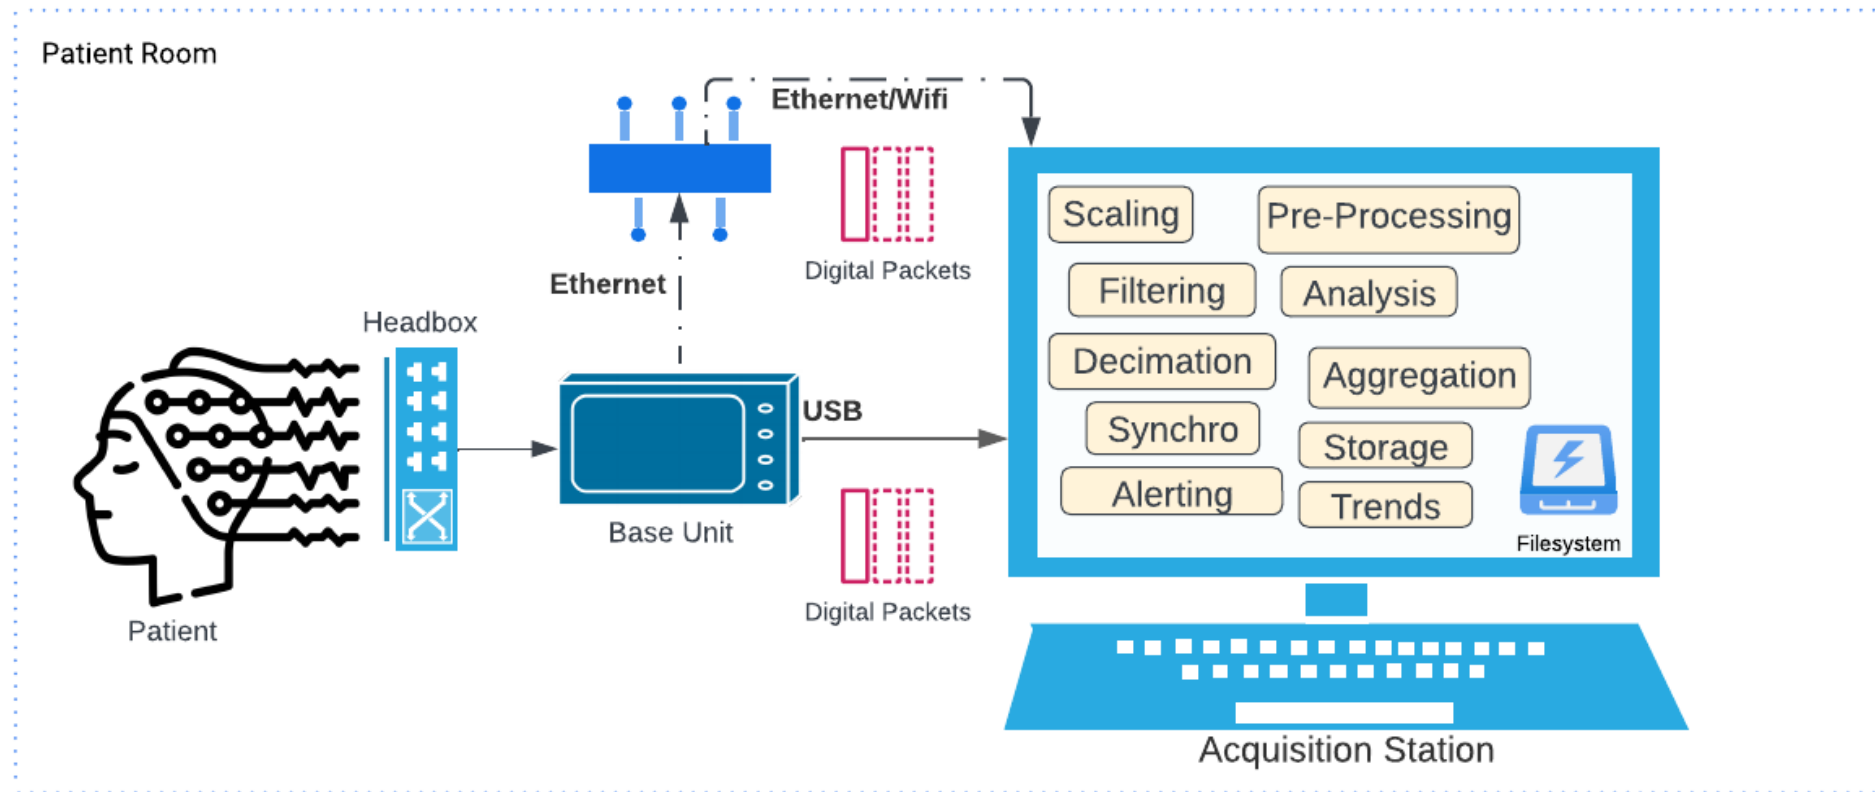 Patient Room
Ethernet/Wifi
Digital Packets
Ethernet
Headbox
USB
Base Unit
Digital Packets
Patient
Scaling
Pre-Processing
Filtering
Analysis
Decimation
Aggregation
Synchro
Storage
Alerting
Trends
Filesystem
Acquisition Station